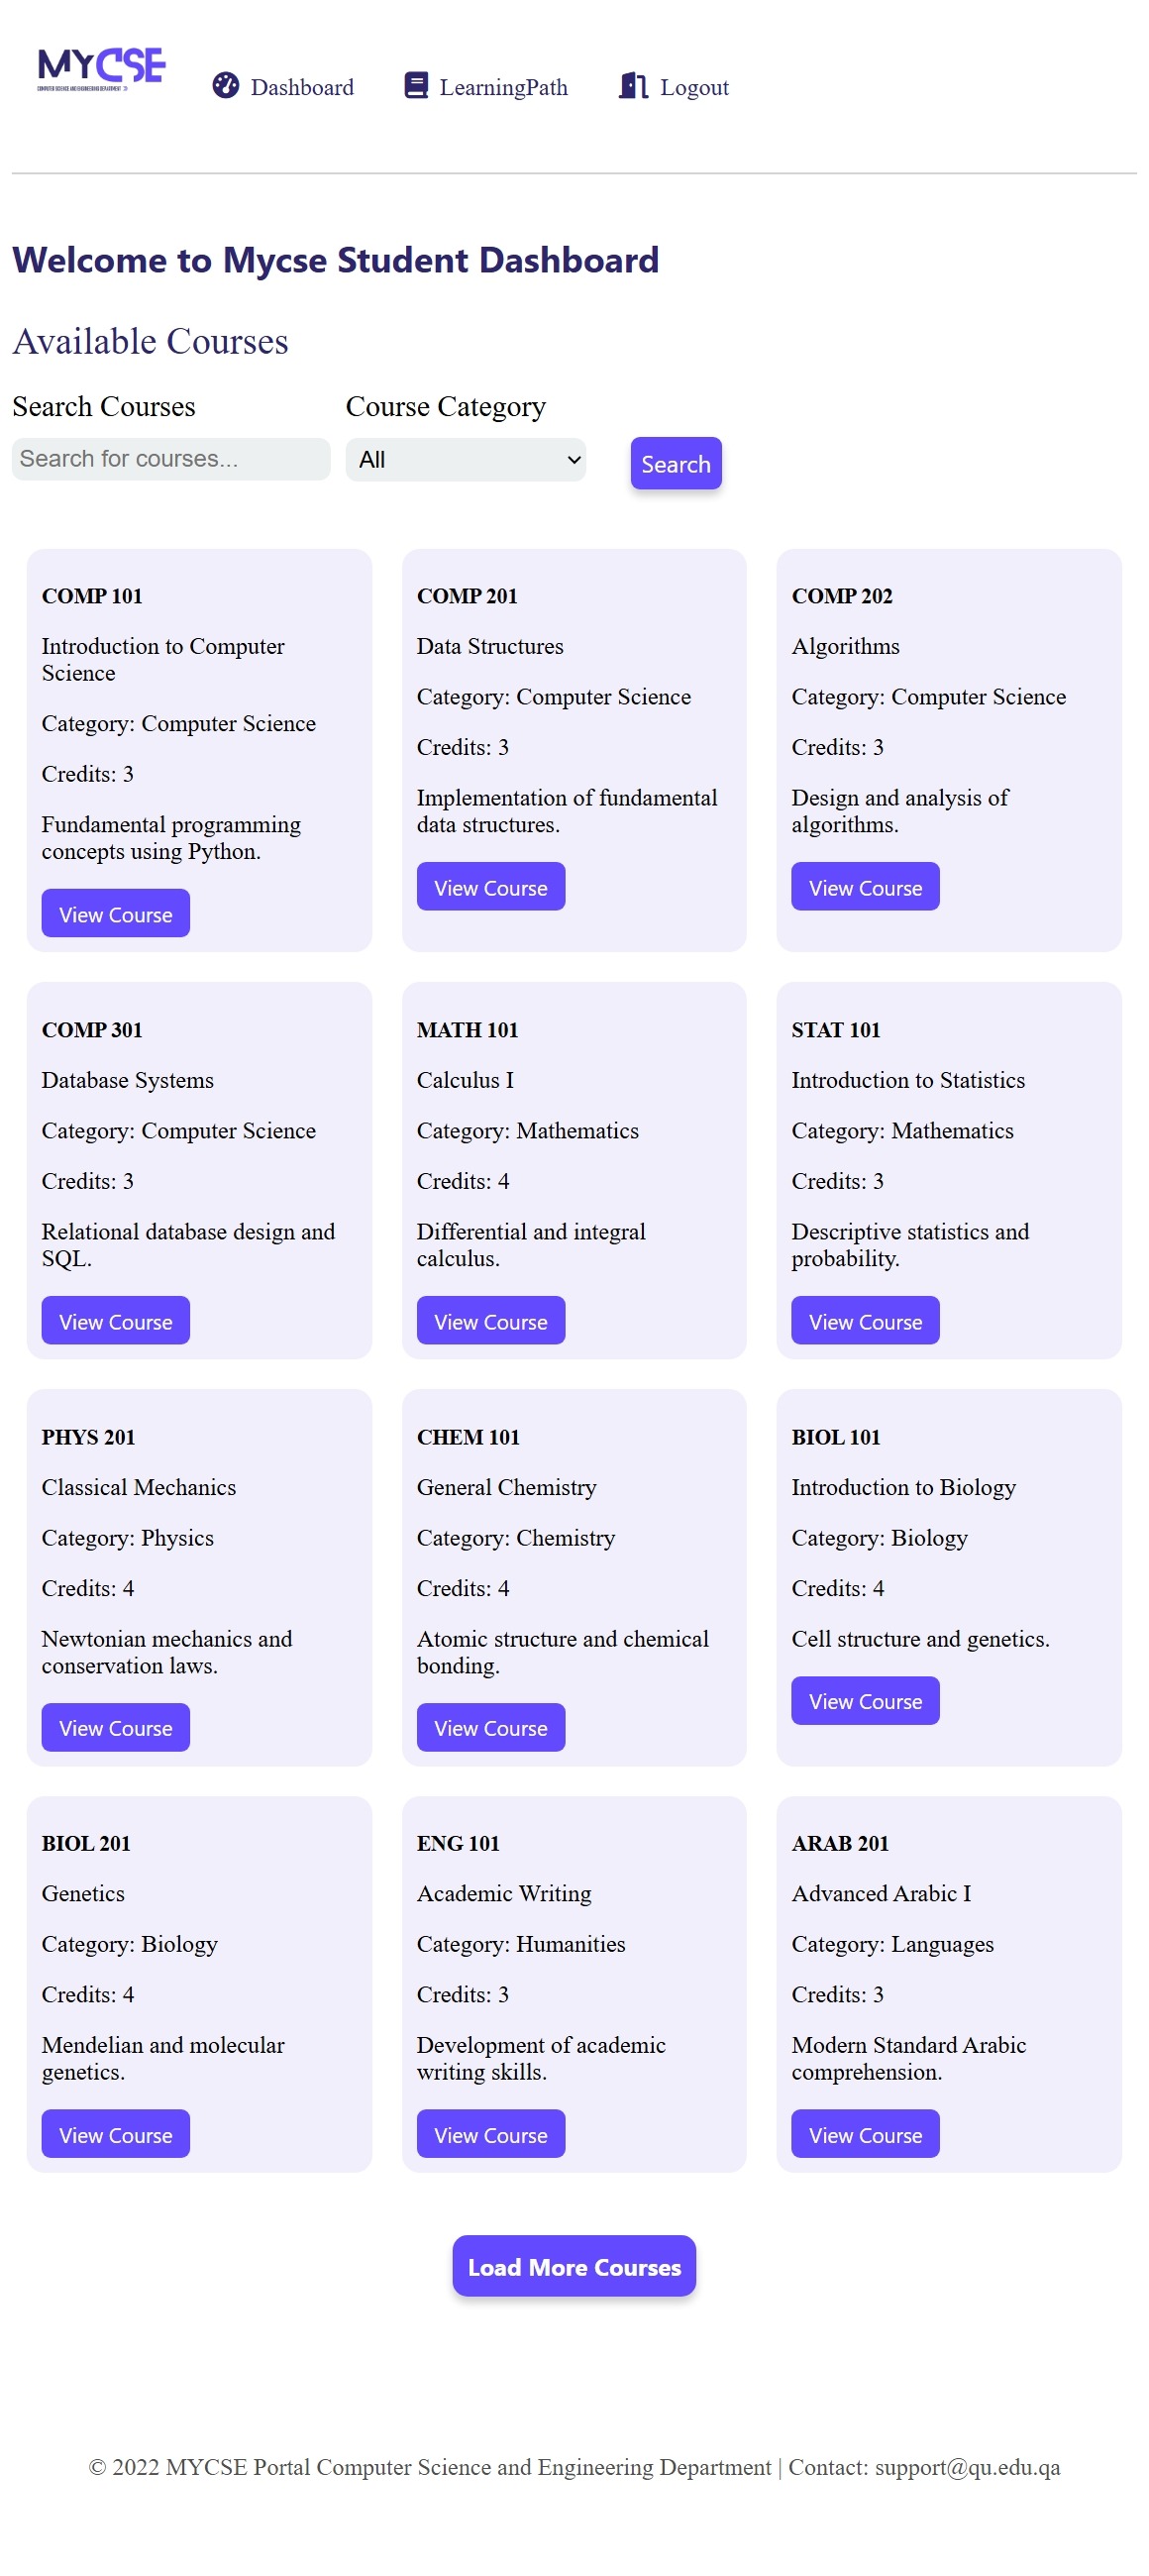 MYCSE
COMPUTER SCIENCE AND ENGINEERING DEPARTMENT
Dashboard
LearningPath
Logout
Welcome to Mycse Student Dashboard
Available Courses
Search Courses
Course Category
Search for courses...
All
Search
COMP 101
Introduction to Computer
Science
Category: Computer Science
Credits: 3
Fundamental programming
concepts using Python.
View Course
COMP 201
Data Structures
Category: Computer Science
Credits: 3
Implementation of fundamental
data structures.
View Course
COMP 202
Algorithms
Category: Computer Science
Credits: 3
Design and analysis of
algorithms.
View Course
COMP 301
Database Systems
Category: Computer Science
Credits: 3
Relational database design and
SQL.
View Course
MATH 101
Calculus I
Category: Mathematics
Credits: 4
Differential and integral
calculus.
View Course
STAT 101
Introduction to Statistics
Category: Mathematics
Credits: 3
Descriptive statistics and
probability.
View Course
PHYS 201
Classical Mechanics
Category: Physics
Credits: 4
Newtonian mechanics and
conservation laws.
View Course
CHEM 101
General Chemistry
Category: Chemistry
Credits: 4
Atomic structure and chemical
bonding.
View Course
BIOL 101
Introduction to Biology
Category: Biology
Credits: 4
Cell structure and genetics.
View Course
BIOL 201
Genetics
Category: Biology
Credits: 4
Mendelian and molecular
genetics.
View Course
ENG 101
Academic Writing
Category: Humanities
Credits: 3
Development of academic
writing skills.
View Course
ARAB 201
Advanced Arabic I
Category: Languages
Credits: 3
Modern Standard Arabic
comprehension.
View Course
Load More Courses
© 2022 MYCSE Portal Computer Science and Engineering Department | Contact: support@qu.edu.qa